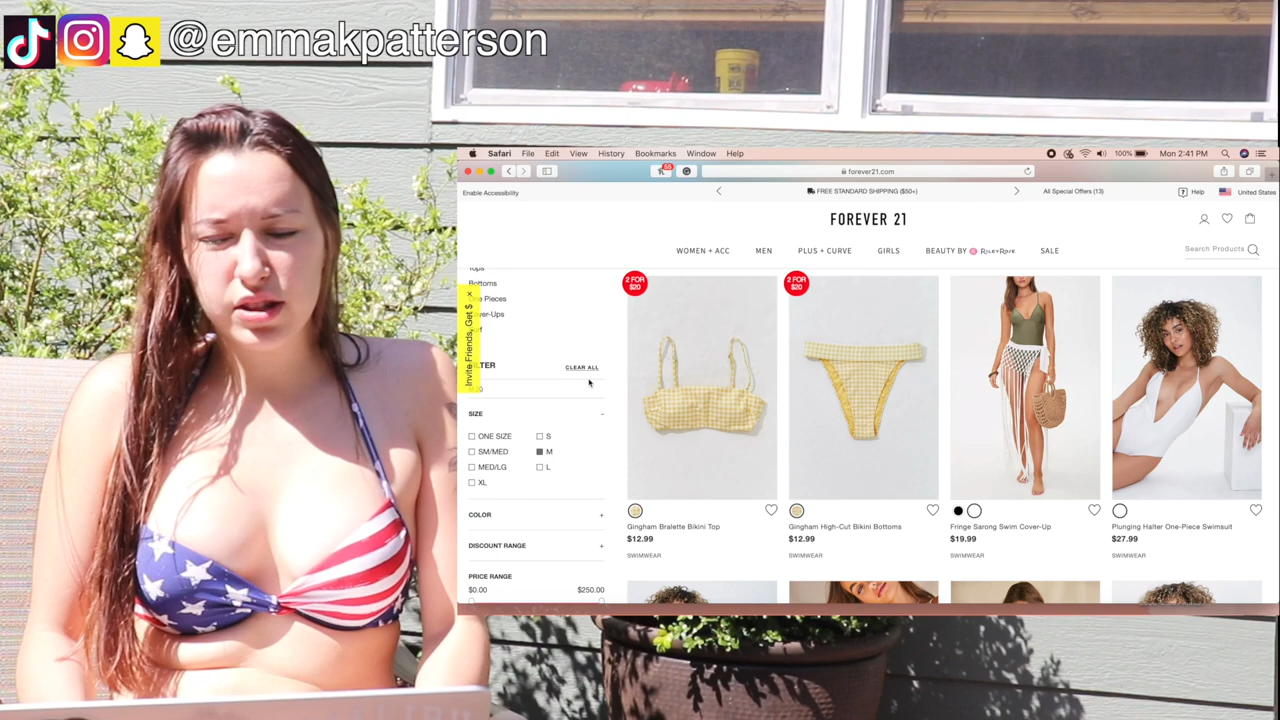 @emmakpatterson
Safari File Edit View History Bookmarks Window Help
100%
Mon 2:41 PM
forever21.com
Enable Accessibility
FREE STANDARD SHIPPING ($50+)
All Special Offers (13)
Help
United States
FOREVER 21
WOMEN + ACC MEN PLUS + CURVE GIRLS BEAUTY BY RILEY ROSE SALE
Search Products
Tops
Bottoms
One Pieces
Cover-Ups
Invite Friends, Get $
CLEAR ALL
SIZE
ONE SIZE S
SM/MED M
MED/LG L
XL
COLOR +
DISCOUNT RANGE +
PRICE RANGE
$0.00 $250.00
2 FOR
$20
2 FOR
$20
Gingham Bralette Bikini Top
$12.99
SWIMWEAR
Gingham High-Cut Bikini Bottoms
$12.99
SWIMWEAR
Fringe Sarong Swim Cover-Up
$19.99
SWIMWEAR
Plunging Halter One-Piece Swimsuit
$27.99
SWIMWEAR